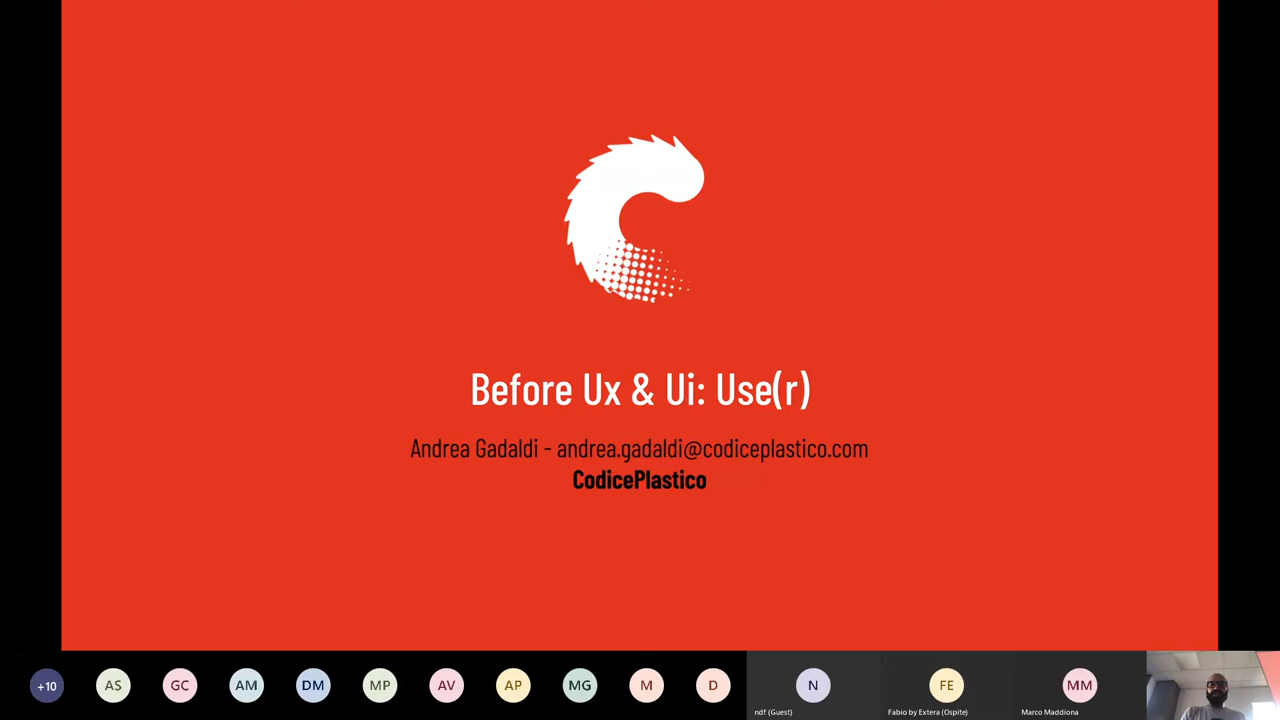 Before Ux & Ui: Use(r)
Andrea Gadaldi - andrea.gadaldi@codiceplastico.com
CodicePlastico
+10
AS
GC
AM
DM
MP
AV
AP
MG
M
D
N
FE
MM
ndf (Guest)
Fabio by Extera (Ospite)
Marco Maddiona